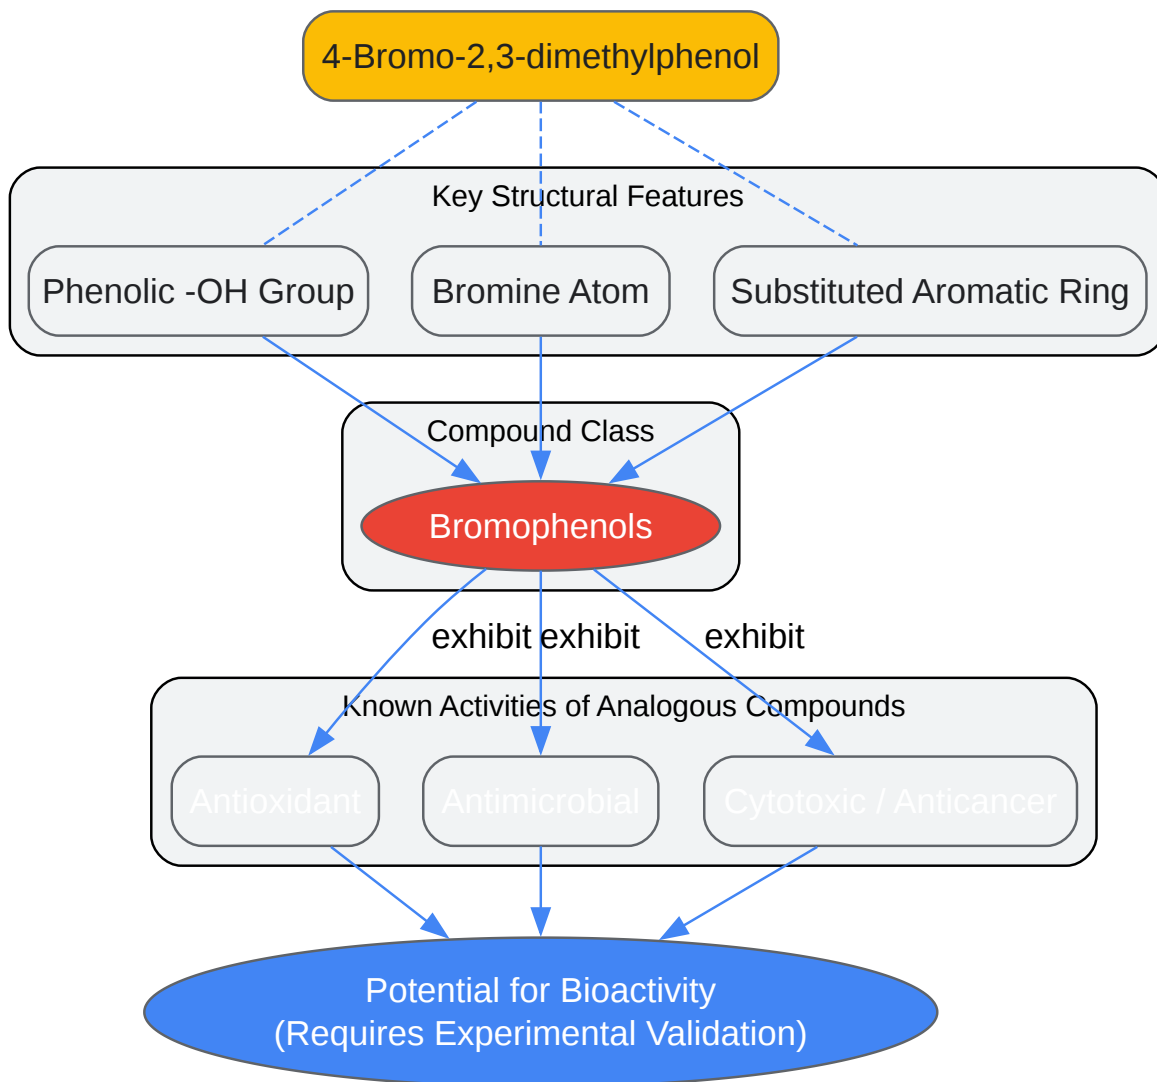 4-Bromo-2,3-dimethylphenol
Key Structural Features
Phenolic -OH Group
Bromine Atom
Substituted Aromatic Ring
Compound Class
Bromophenols
exhibit
exhibit
exhibit
Known Activities of Analogous Compounds
Antioxidant
Antimicrobial
Cytotoxic / Anticancer
Potential for Bioactivity
(Requires Experimental Validation)